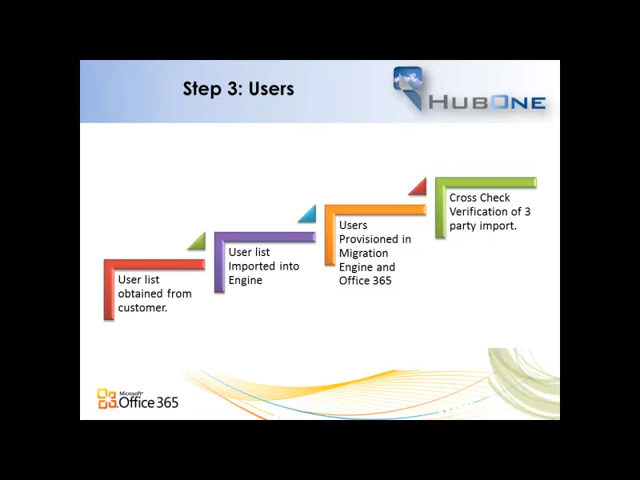 Step 3: Users
HUBONE
User list
obtained from
customer.
User list
Imported into
Engine
Users
Provisioned in
Migration
Engine and
Office 365
Cross Check
Verification of 3
party import.
Microsoft
Office 365